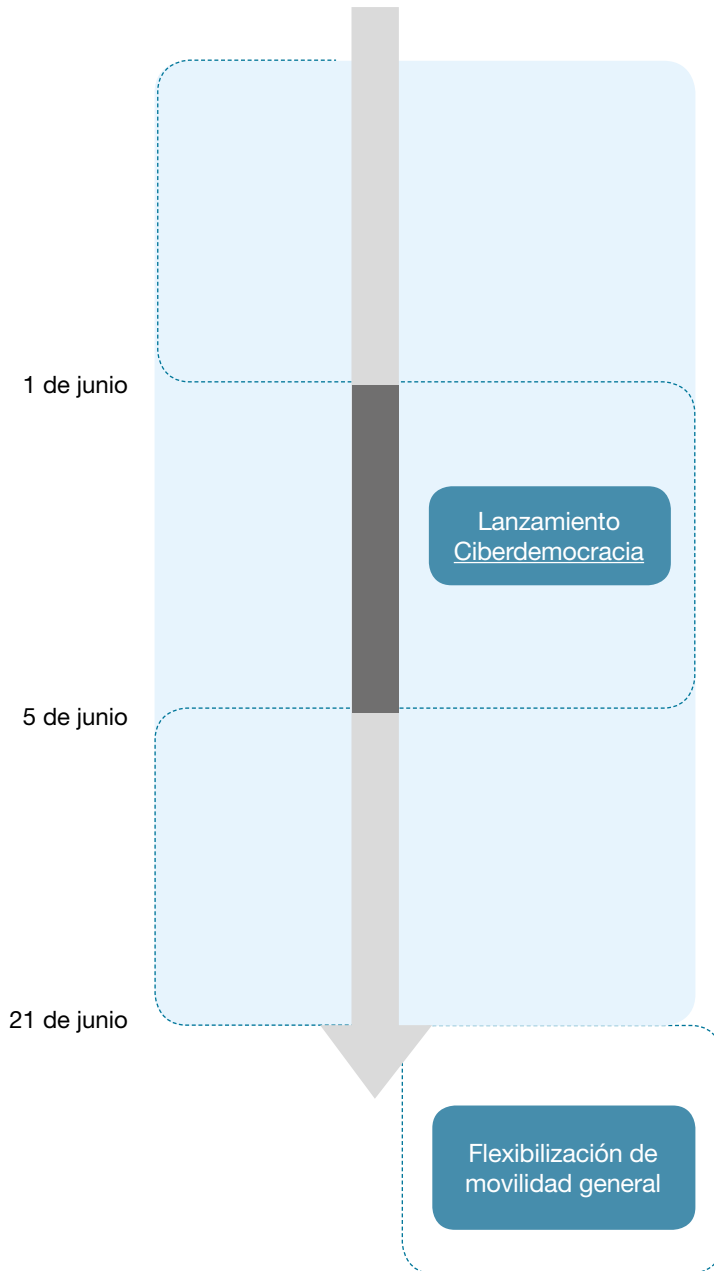 1 de junio
Lanzamiento
Ciberdemocracia
5 de junio
21 de junio
Flexibilización de
movilidad general